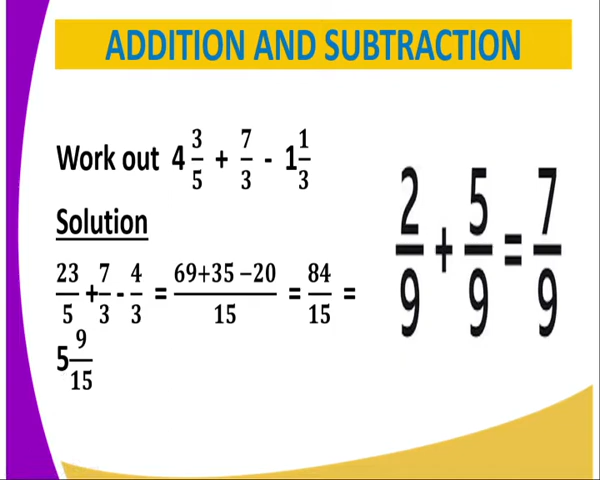 ADDITION AND SUBTRACTION
Work out 4 3/5 + 7/3 - 1 1/3
Solution
23/5 + 7/3 - 4/3 = 69+35 −20/15 = 84/15 =
5 9/15
2/9 + 5/9 = 7/9